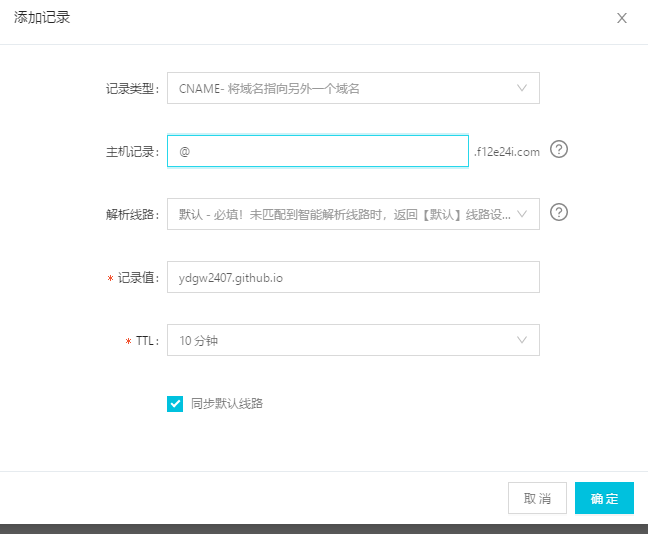 添加记录
记录类型：
CNAME- 将域名指向另外一个域名
主机记录：
@
.f12e24i.com
解析线路：
默认 - 必填！未匹配到智能解析线路时，返回【默认】线路设...
* 记录值：
ydgw2407.github.io
* TTL：
10 分钟
同步默认线路
取消
确定